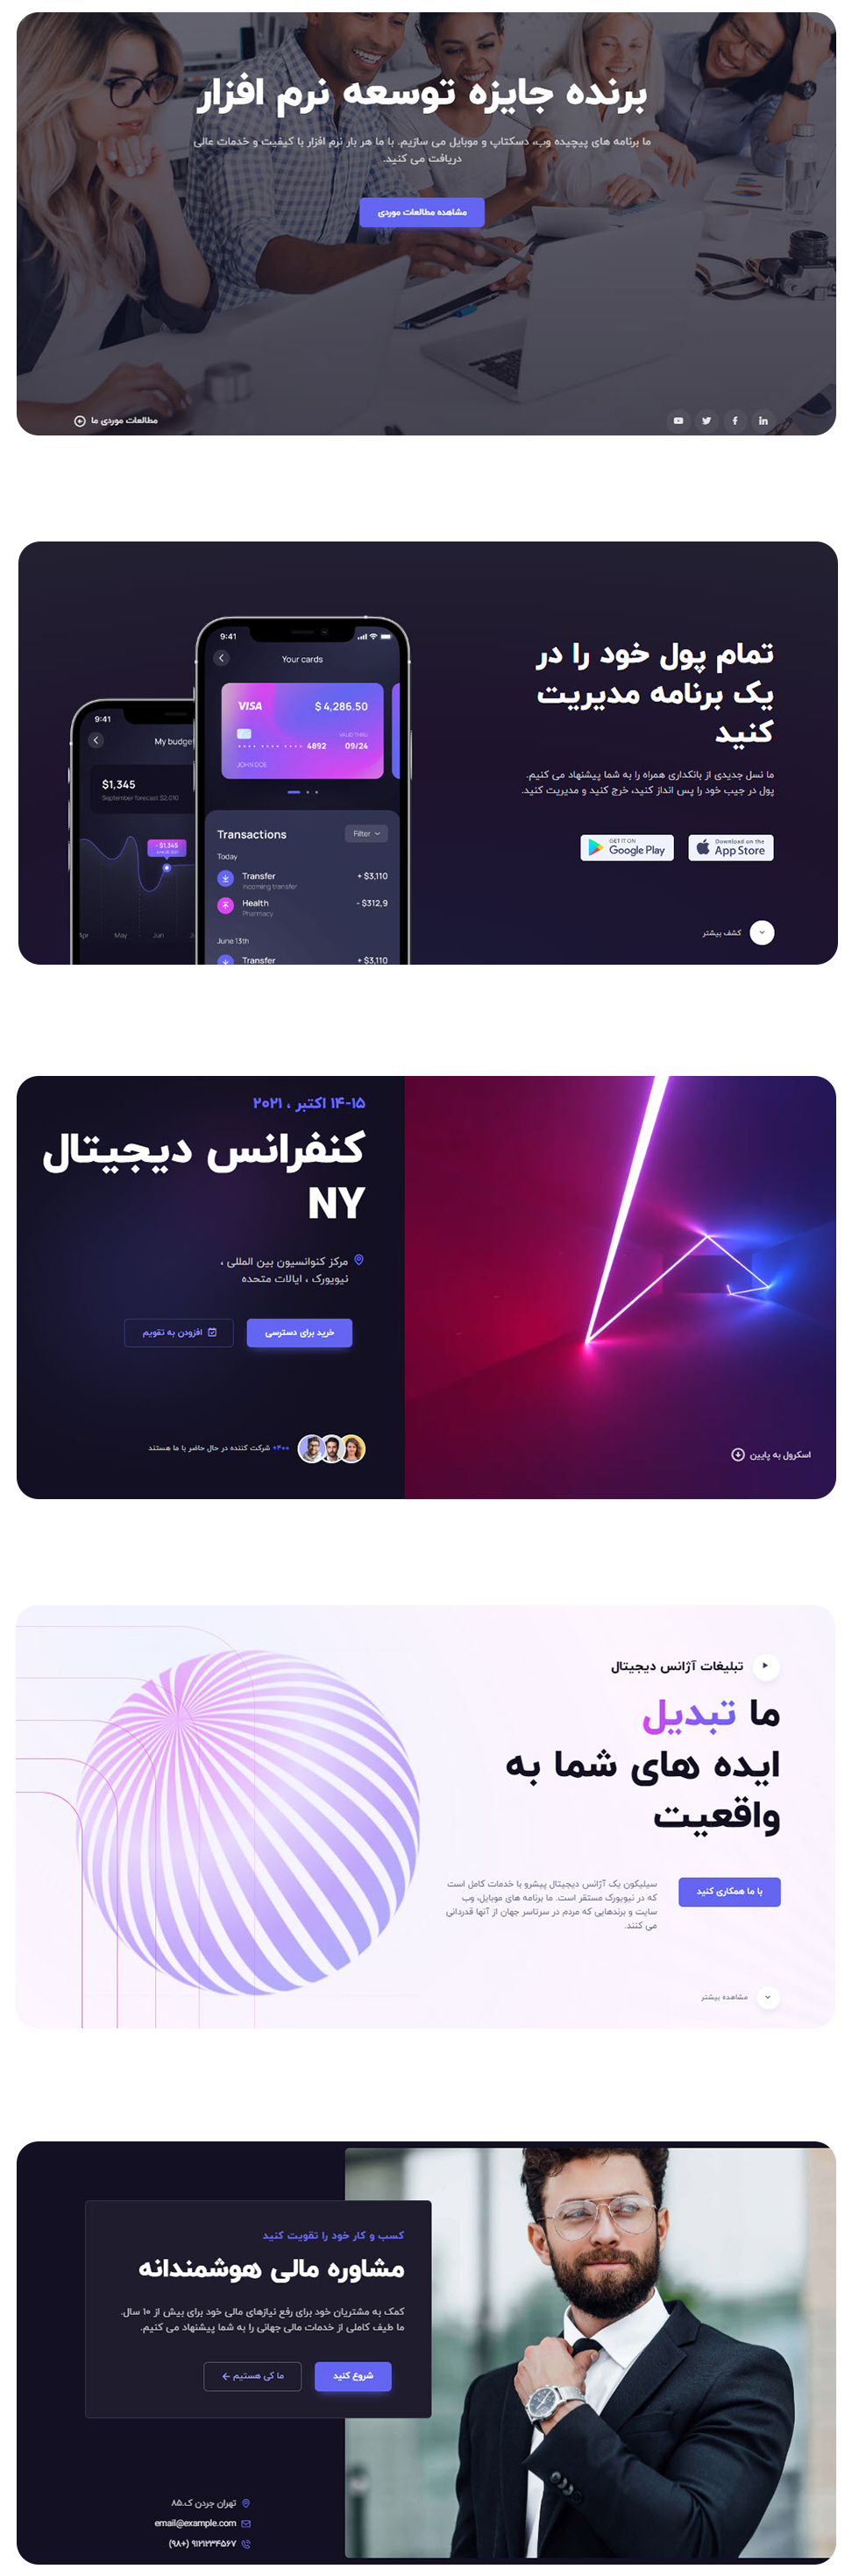 برنده جایزه توسعه نرم افزار
ما برنامه های پیچیده وب، دسکتاپ و موبایل می سازیم. با ما هر بار نرم افزار با کیفیت و خدمات عالی
دریافت می کنید.
مشاهده مطالعات موردی
مطالعات موردی ما
تمام پول خود را در
یک برنامه مدیریت
کنید
ما نسل جدیدی از بانکداری همراه را به شما پیشنهاد می کنیم.
پول در جیب خود را پس انداز کنید، خرج کنید و مدیریت کنید.
Download on the
App Store
GET IT ON
Google Play
کشف بیشتر
9:41
Your cards
VISA
$ 4,286.50
VALID THRU
4892
09/24
JOHN DOE
Transactions
Filter
Today
Transfer
+ $3,110
Incoming transfer
Health
- $312,9
Pharmacy
June 13th
Transfer
+ $3,110
9:41
My budge
$1,345
September forecast $2,010
- $1,345
Apr
May
Jun
۱۴-۱۵ اکتبر ، ۲۰۲۱
کنفرانس دیجیتال
NY
مرکز کنوانسیون بین المللی ،
نیویورک ، ایالات متحده
خرید برای دسترسی
افزودن به تقویم
۴۰۰+ شرکت کننده در حال حاضر با ما هستند
اسکرول به پایین
تبلیغات آژانس دیجیتال
ما تبدیل
ایده های شما به
واقعیت
با ما همکاری کنید
سیلیکون یک آژانس دیجیتال پیشرو با خدمات کامل است
که در نیویورک مستقر است. ما برنامه های موبایل، وب
سایت و برندهایی که مردم در سرتاسر جهان از آنها قدردانی
می کنند.
مشاهده بیشتر
کسب و کار خود را تقویت کنید
مشاوره مالی هوشمندانه
کمک به مشتریان خود برای رفع نیازهای مالی خود برای بیش از ۱۰ سال.
ما طیف کاملی از خدمات مالی جهانی را به شما پیشنهاد می کنیم.
شروع کنید
ما کی هستیم
تهران جردن ک.۸۵
email@example.com
(+۹۸) ۹۱۲۱۲۳۴۵۶۷